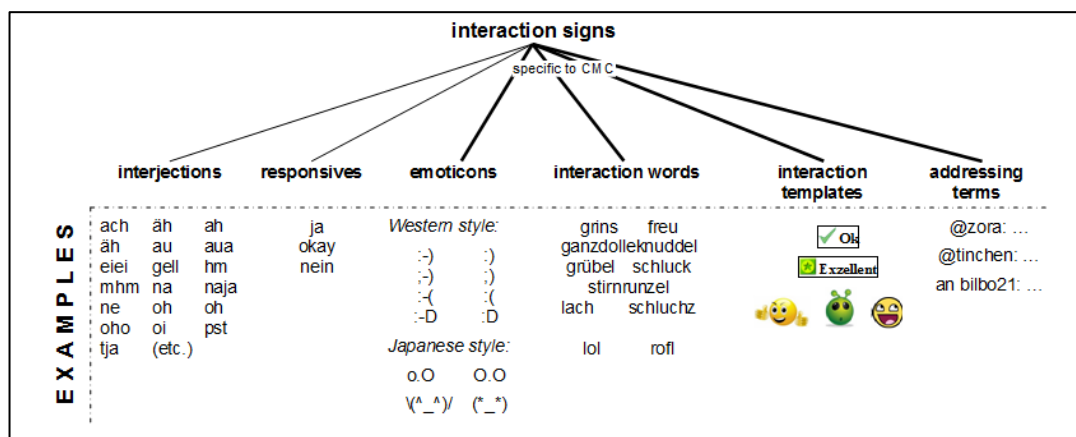 interaction signs
specific to CMC
interjections responsives emoticons interaction words interaction templates addressing terms
EXAMPLES
ach äh ah
äh au aua
eiei gell hm
mhm na naja
ne oh oh
oho oi pst
tja (etc.)
ja
okay
nein
Western style:
:-) :)
;-) ;)
:-( :(
:-D :D
Japanese style:
o.O O.O
\(^_^)/ (*_*)
grins freu
ganzdolleknuddel
grübel schluck
stirnrunzel
lach schluchz
lol rofl
Ok
Exzellent
@zora: …
@tinchen: …
an bilbo21: …